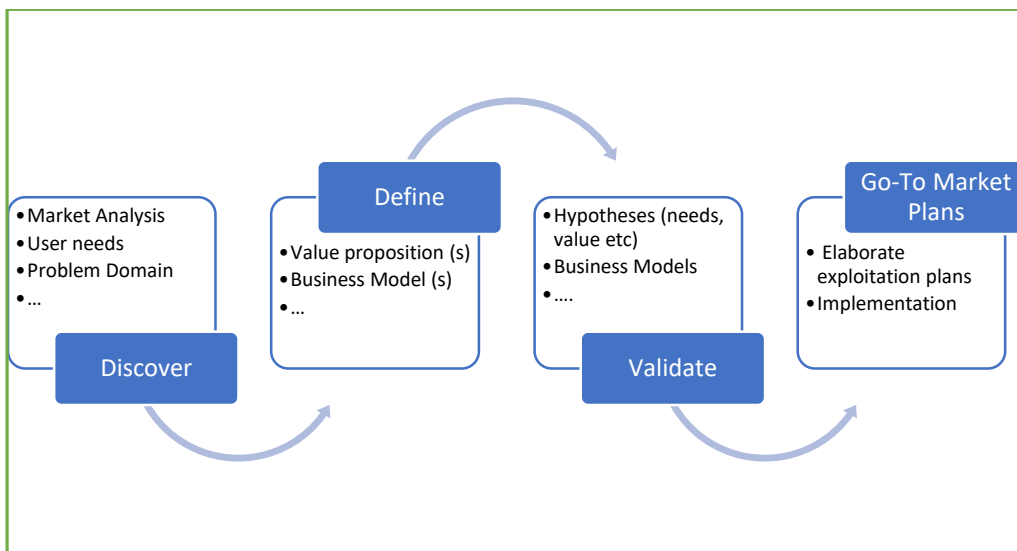 • Market Analysis
• User needs
• Problem Domain
• ...
Discover
Define
• Value proposition (s)
• Business Model (s)
• ...
• Hypotheses (needs,
value etc)
• Business Models
• ....
Validate
Go-To Market
Plans
• Elaborate
exploitation plans
• Implementation